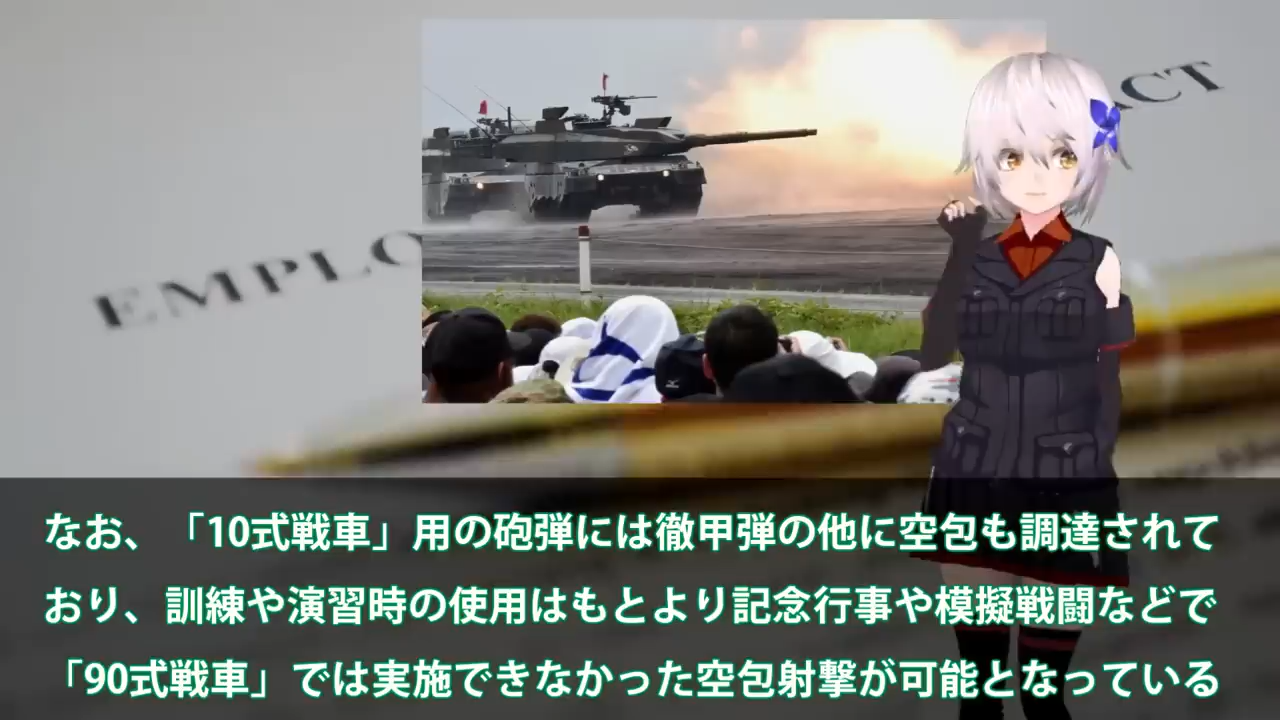 EMPLO
ACT
なお、「10式戦車」用の砲弾には徹甲弾の他に空包も調達されて
おり、訓練や演習時の使用はもとより記念行事や模擬戦闘などで
「90式戦車」では実施できなかった空包射撃が可能となっている